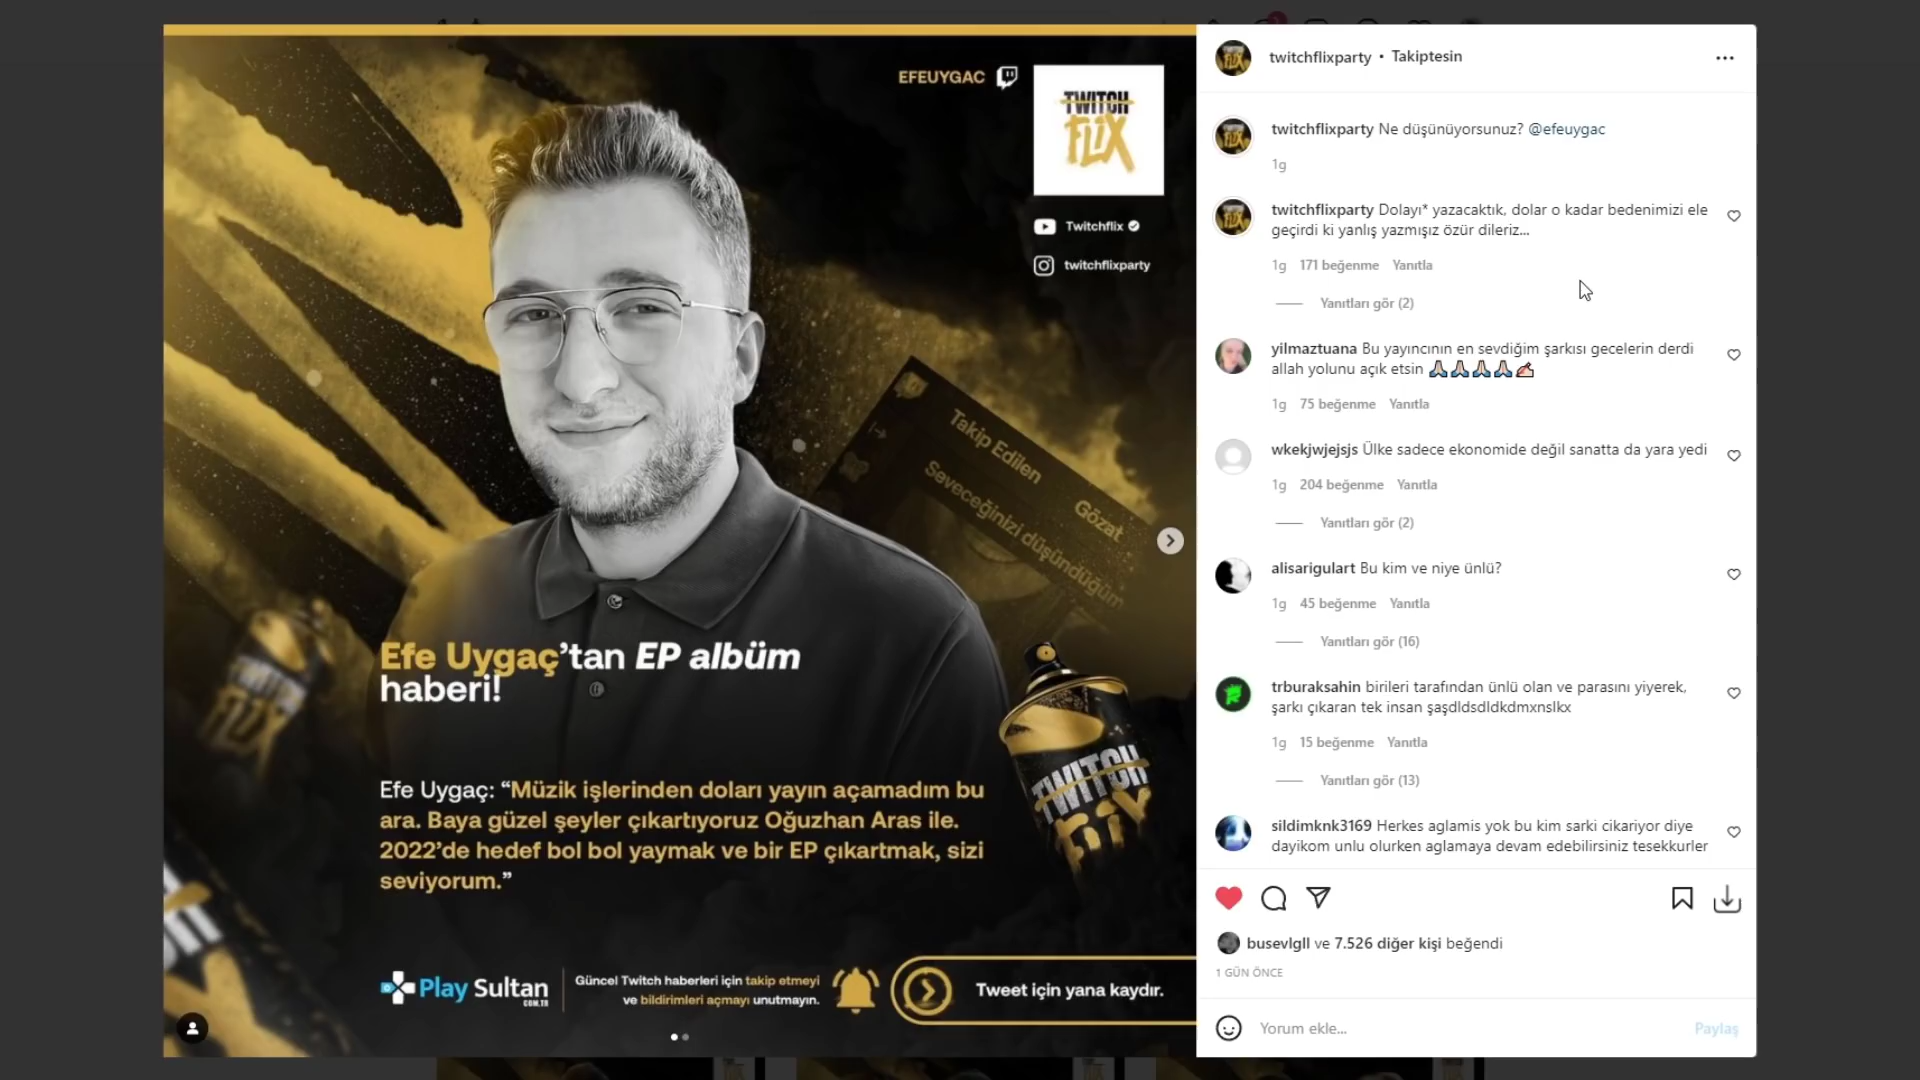 EFEUYGAC
TWITCH
FLIX
Twitchflix
twitchflixparty
Takip Edilen
Gözat
Seveceğinizi düşündüğüm
Efe Uygaç’tan EP albüm
haberi!
Efe Uygaç: “Müzik işlerinden doları yayın açamadım bu
ara. Baya güzel şeyler çıkartıyoruz Oğuzhan Aras ile.
2022’de hedef bol bol yaymak ve bir EP çıkartmak, sizi
seviyorum.”
TWITCH
FLIX
TWITCH
FLIX
Play Sultan
COM.TR
Güncel Twitch haberleri için takip etmeyi
ve bildirimleri açmayı unutmayın.
Tweet için yana kaydır.
twitchflixparty • Takiptesin
twitchflixparty Ne düşünüyorsunuz? @efeuygac
1g
twitchflixparty Dolayı* yazacaktık, dolar o kadar bedenimizi ele
geçirdi ki yanlış yazmışız özür dileriz...
1g 171 beğenme Yanıtla
Yanıtları gör (2)
yilmaztuana Bu yayıncının en sevdiğim şarkısı gecelerin derdi
allah yolunu açık etsin 🙏🏻🙏🏻🙏🏻🙏🏻✍🏻
1g 75 beğenme Yanıtla
wkekjwjejsjs Ülke sadece ekonomide değil sanatta da yara yedi
1g 204 beğenme Yanıtla
Yanıtları gör (2)
alisarigulart Bu kim ve niye ünlü?
1g 45 beğenme Yanıtla
Yanıtları gör (16)
trburaksahin birileri tarafından ünlü olan ve parasını yiyerek,
şarkı çıkaran tek insan şaşdldsdldkdmxnslkx
1g 15 beğenme Yanıtla
Yanıtları gör (13)
sildimknk3169 Herkes aglamis yok bu kim sarki cikariyor diye
dayikom unlu olurken aglamaya devam edebilirsiniz tesekkurler
busevlgll ve 7.526 diğer kişi beğendi
1 GÜN ÖNCE
Yorum ekle...
Paylaş